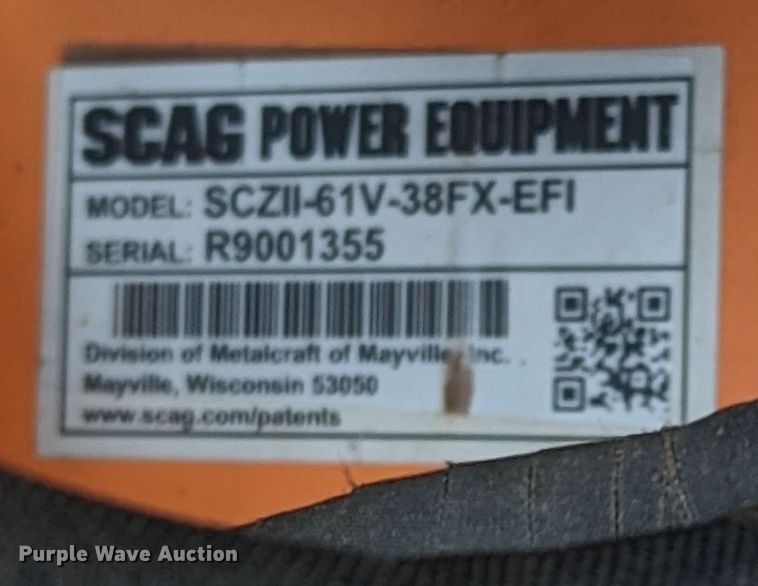 SCAG POWER EQUIPMENT
MODEL: SCZII-61V-38FX-EFI
SERIAL: R9001355
Division of Metalcraft of Mayville, Inc.
Mayville, Wisconsin 53050
www.scag.com/patents
Purple Wave Auction